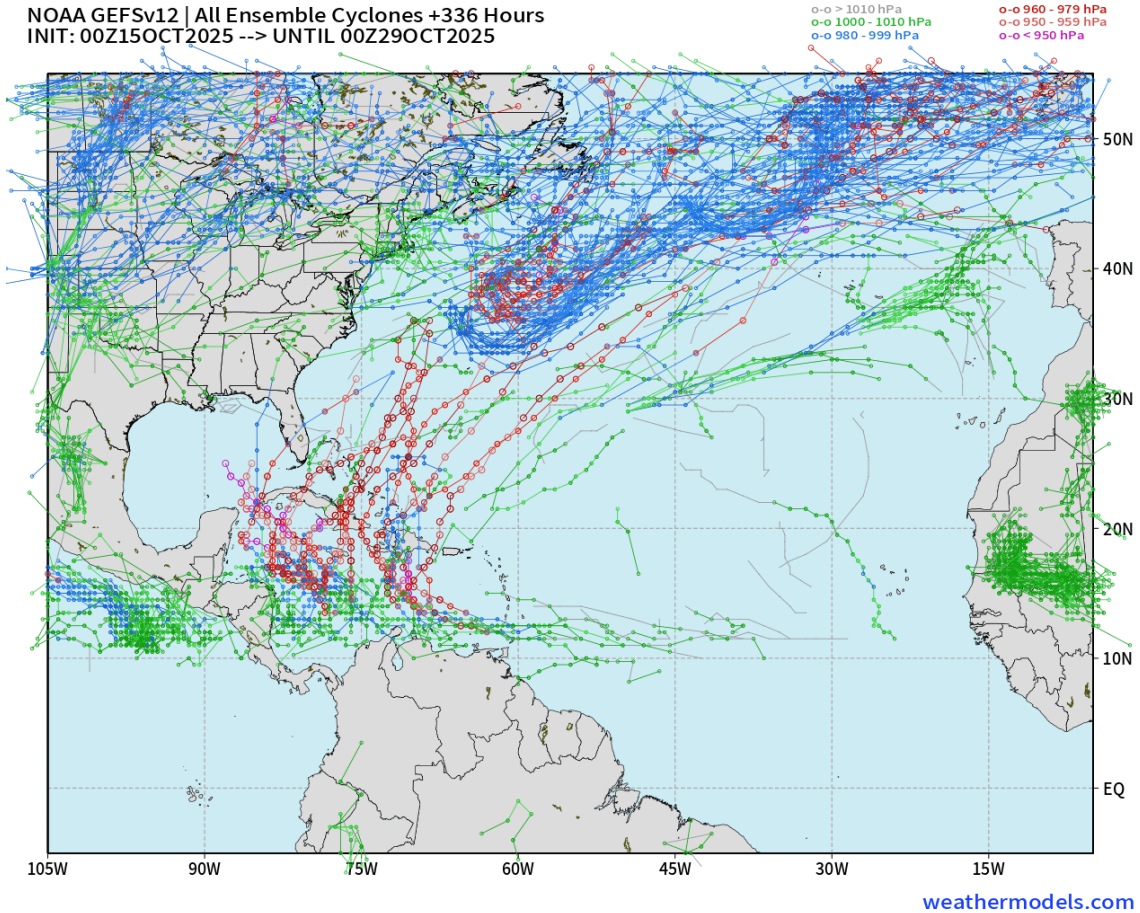 NOAA GEFSv12 | All Ensemble Cyclones +336 Hours
INIT: 00Z15OCT2025 --> UNTIL 00Z29OCT2025
o-o > 1010 hPa
o-o 1000 - 1010 hPa
o-o 980 - 999 hPa
o-o 960 - 979 hPa
o-o 950 - 959 hPa
o-o < 950 hPa
50N
40N
30N
20N
10N
EQ
105W 90W 75W 60W 45W 30W 15W
weathermodels.com